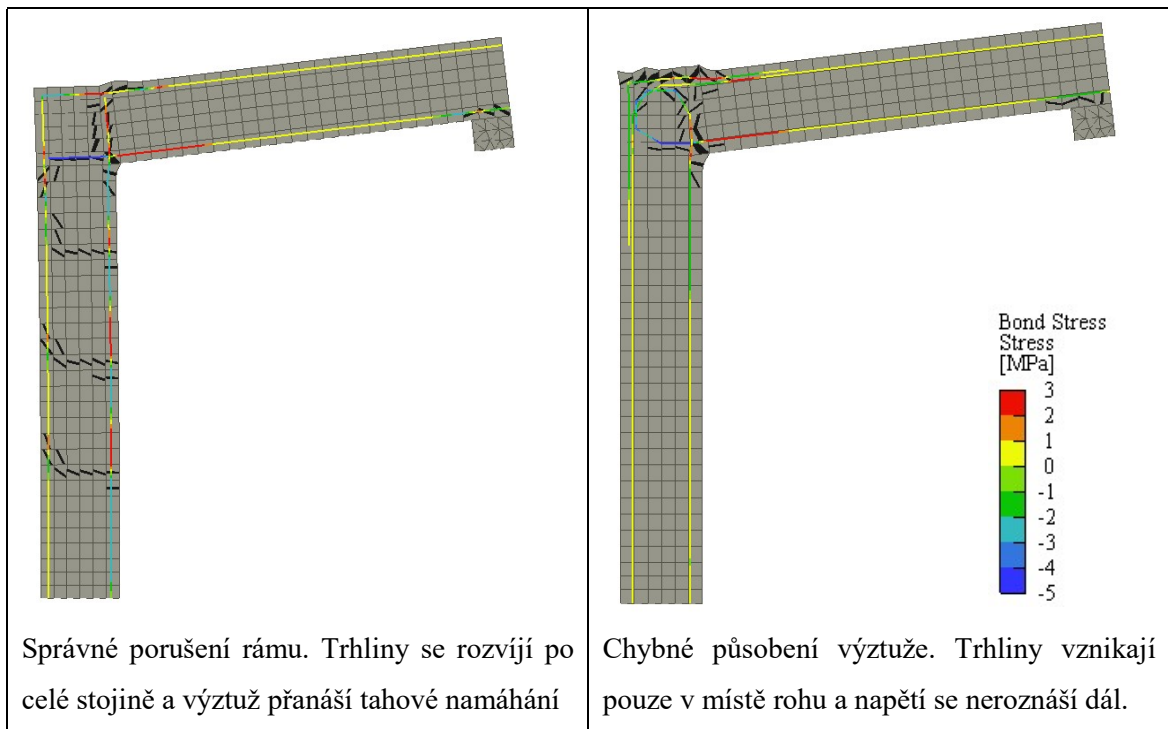 Bond Stress
Stress
[MPa]
3
2
1
0
-1
-2
-3
-4
-5
Správné porušení rámu. Trhliny se rozvíjí po
celé stojině a výztuž přanáší tahové namáhání
Chybné působení výztuže. Trhliny vznikají
pouze v místě rohu a napětí se neroznáší dál.